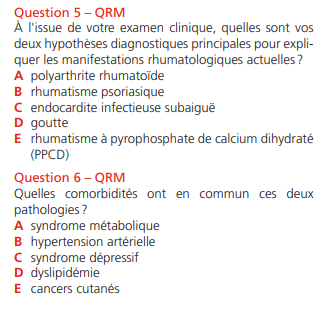 Question 5 – QRM
À l'issue de votre examen clinique, quelles sont vos
deux hypothèses diagnostiques principales pour expli-
quer les manifestations rhumatologiques actuelles ?
A polyarthrite rhumatoïde
B rhumatisme psoriasique
C endocardite infectieuse subaiguë
D goutte
E rhumatisme à pyrophosphate de calcium dihydraté
(PPCD)
Question 6 – QRM
Quelles comorbidités ont en commun ces deux
pathologies ?
A syndrome métabolique
B hypertension artérielle
C syndrome dépressif
D dyslipidémie
E cancers cutanés